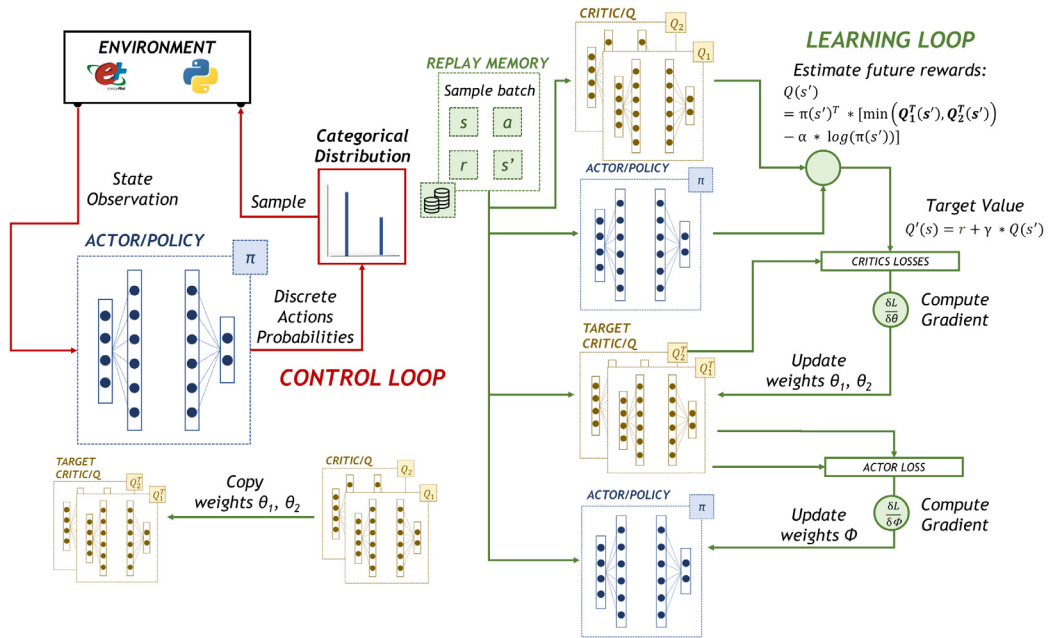 ENVIRONMENT
e+
EnergyPlus
State
Observation
Sample
Categorical
Distribution
ACTOR/POLICY
π
Discrete
Actions
Probabilities
CONTROL LOOP
TARGET
CRITIC/Q
Q₂ᵀ
Q₁ᵀ
Copy
weights θ₁, θ₂
CRITIC/Q
Q₂
Q₁
REPLAY MEMORY
Sample batch
s a
r s'
CRITIC/Q
Q₂
Q₁
ACTOR/POLICY
π
TARGET
CRITIC/Q
Q₂ᵀ
Q₁ᵀ
ACTOR/POLICY
π
LEARNING LOOP
Estimate future rewards:
Q(s′)
= π(s′)ᵀ * [min (Q₁ᵀ(s′), Q₂ᵀ(s′))
− α * log(π(s′))]
Target Value
Q′(s) = r + γ * Q(s′)
CRITICS LOSSES
δL
δθ
Compute
Gradient
Update
weights θ₁, θ₂
ACTOR LOSS
δL
δΦ
Compute
Gradient
Update
weights Φ